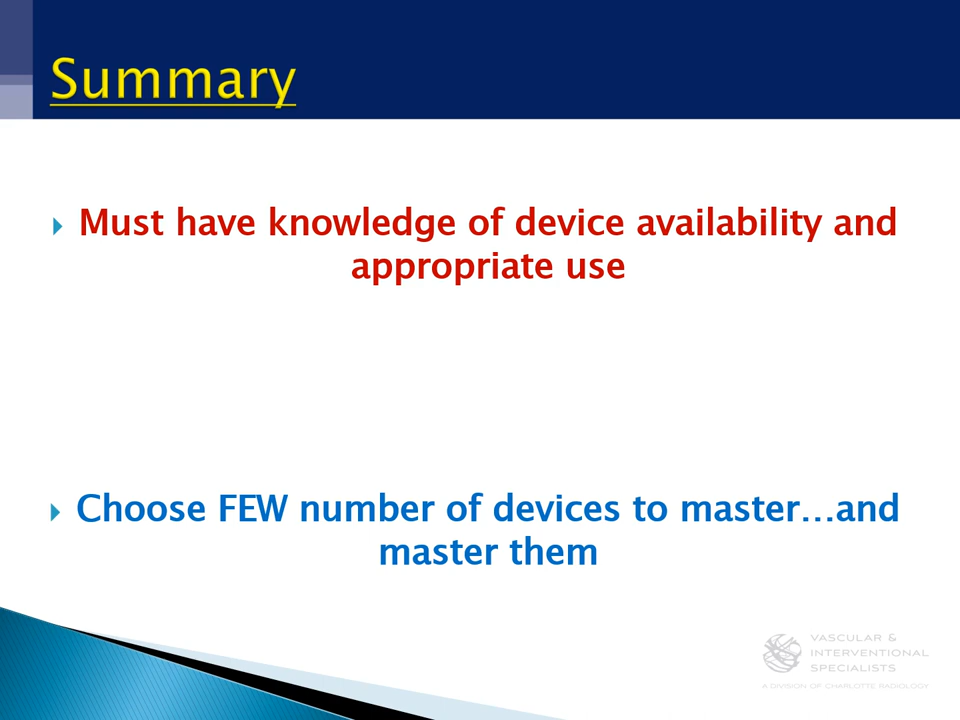 Summary
Must have knowledge of device availability and
appropriate use
Choose FEW number of devices to master...and
master them
VASCULAR &
INTERVENTIONAL
SPECIALISTS
A DIVISION OF CHARLOTTE RADIOLOGY